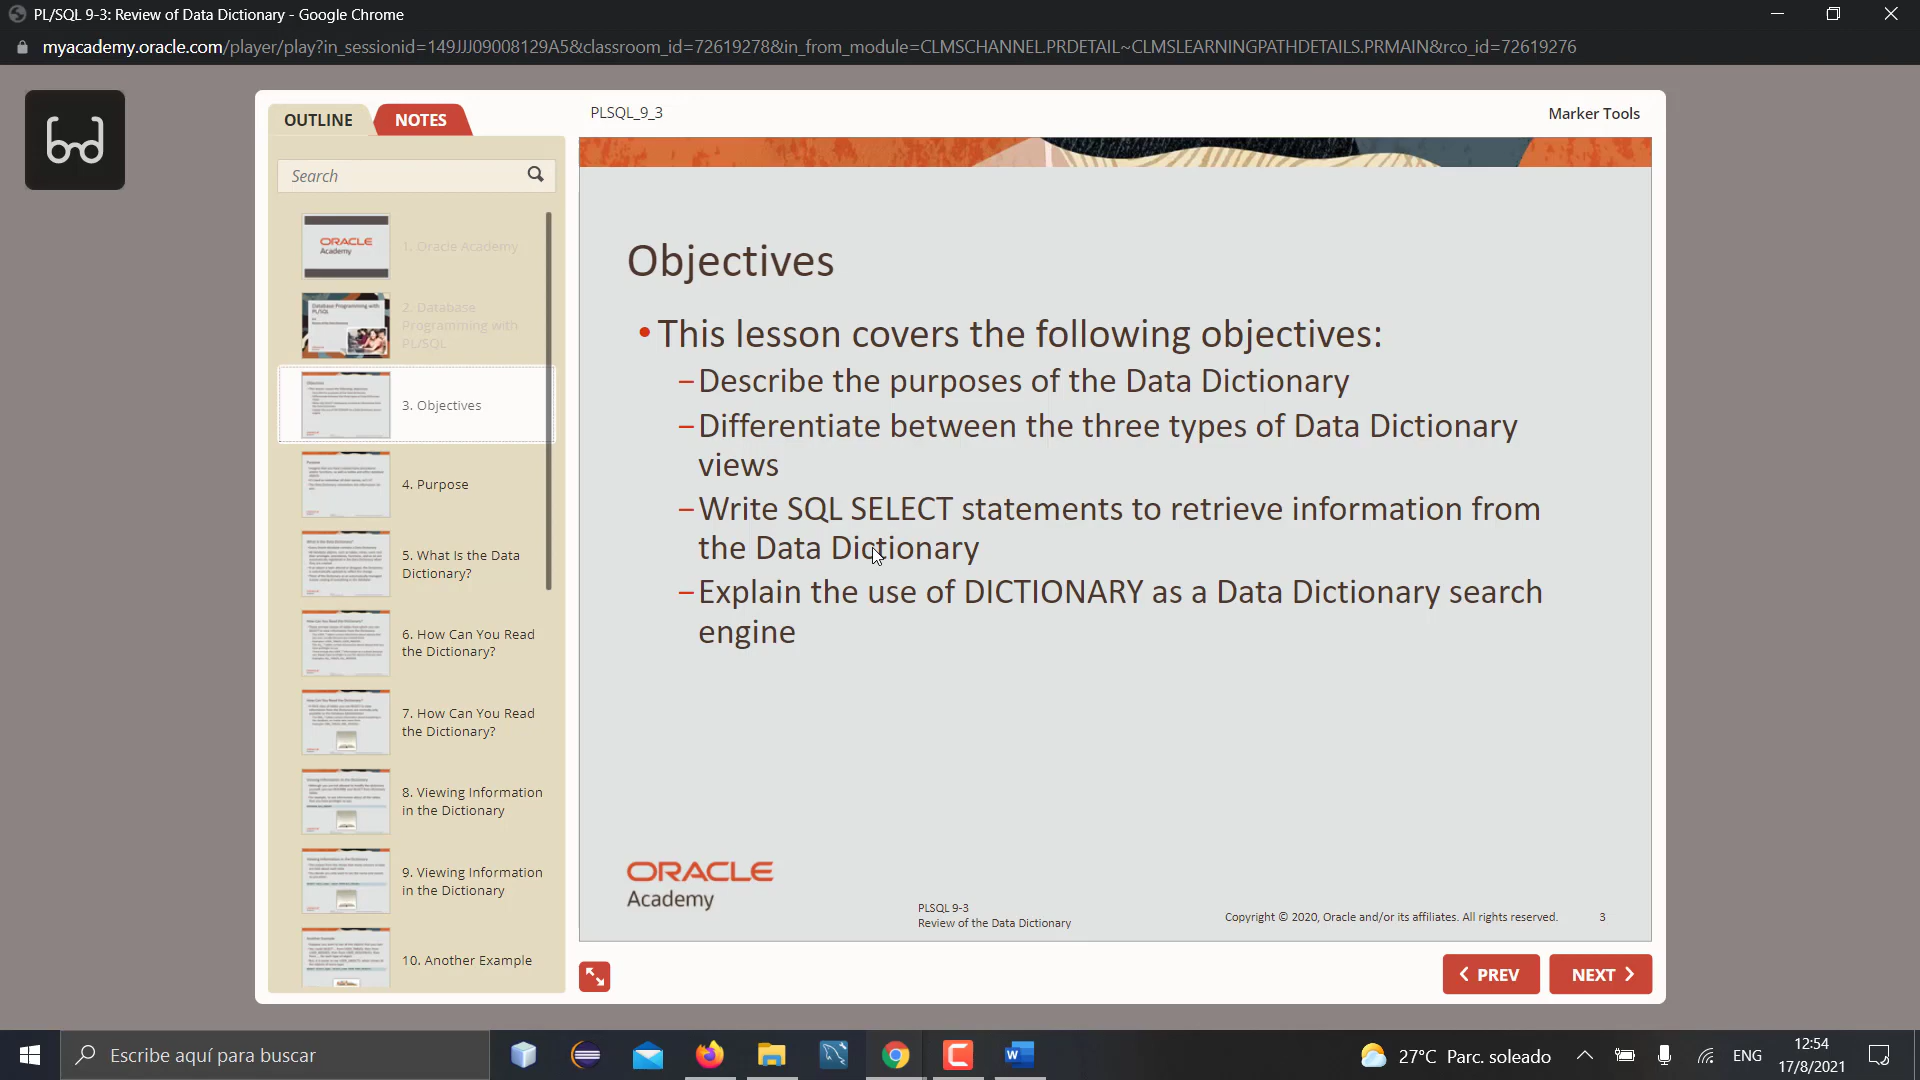 PL/SQL 9-3: Review of Data Dictionary - Google Chrome
myacademy.oracle.com/player/play?in_sessionid=149JJJ09008129A5&classroom_id=72619278&in_from_module=CLMSCHANNEL.PRDETAIL~CLMSLEARNINGPATHDETAILS.PRMAIN&rco_id=72619276
OUTLINE
NOTES
PLSQL_9_3
Marker Tools
Search
ORACLE
Academy
1. Oracle Academy
2. Database
Programming with
PL/SQL
3. Objectives
4. Purpose
5. What Is the Data
Dictionary?
6. How Can You Read
the Dictionary?
7. How Can You Read
the Dictionary?
8. Viewing Information
in the Dictionary
9. Viewing Information
in the Dictionary
10. Another Example
Objectives
• This lesson covers the following objectives:
–Describe the purposes of the Data Dictionary
–Differentiate between the three types of Data Dictionary
views
–Write SQL SELECT statements to retrieve information from
the Data Dictionary
–Explain the use of DICTIONARY as a Data Dictionary search
engine
ORACLE
Academy
PLSQL 9-3
Review of the Data Dictionary
Copyright © 2020, Oracle and/or its affiliates. All rights reserved.
3
PREV
NEXT
Escribe aquí para buscar
27°C Parc. soleado
ENG
12:54
17/8/2021